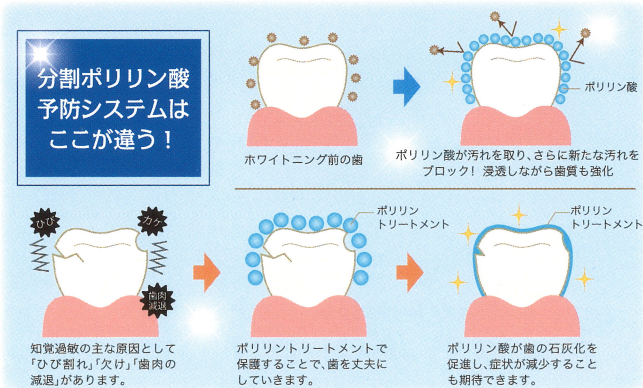 分割ポリリン酸
予防システムは
ここが違う！
ホワイトニング前の歯
ポリリン酸
ポリリン酸が汚れを取り、さらに新たな汚れを
ブロック！ 浸透しながら歯質も強化
ひび
カケ
歯肉
減退
知覚過敏の主な原因として
「ひび割れ」「欠け」「歯肉の
減退」があります。
ポリリン
トリートメント
ポリリントリートメントで
保護することで、歯を丈夫に
していきます。
ポリリン
トリートメント
ポリリン酸が歯の石灰化を
促進し、症状が減少すること
も期待できます。